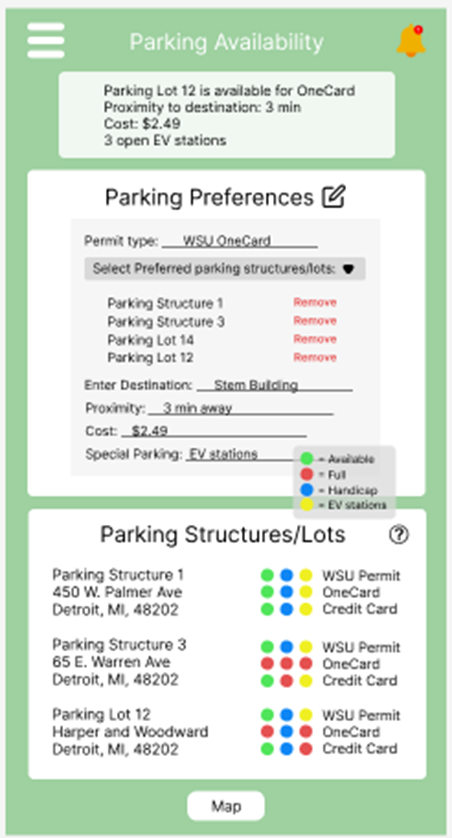 Parking Availability
Parking Lot 12 is available for OneCard
Proximity to destination: 3 min
Cost: $2.49
3 open EV stations
Parking Preferences
Permit type: WSU OneCard
Select Preferred parking structures/lots:
Parking Structure 1 Remove
Parking Structure 3 Remove
Parking Lot 14 Remove
Parking Lot 12 Remove
Enter Destination: Stem Building
Proximity: 3 min away
Cost: $2.49
Special Parking: EV stations
= Available
= Full
= Handicap
= EV stations
Parking Structures/Lots ?
Parking Structure 1 WSU Permit
450 W. Palmer Ave OneCard
Detroit, MI, 48202 Credit Card
Parking Structure 3 WSU Permit
65 E. Warren Ave OneCard
Detroit, MI, 48202 Credit Card
Parking Lot 12 WSU Permit
Harper and Woodward OneCard
Detroit, MI, 48202 Credit Card
Map